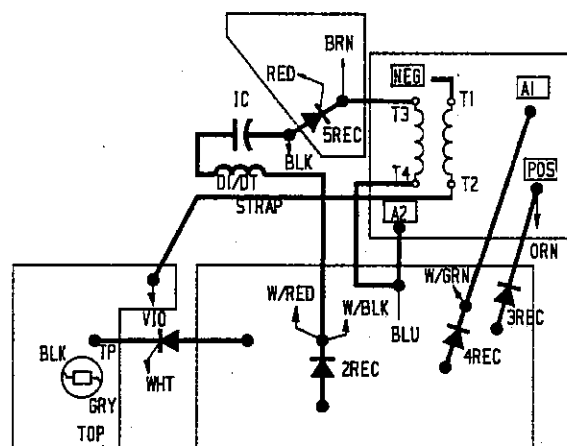 BRN
RED
NEG
A1
IC
T3
T1
5REC
BLK
T4
T2
POS
DI/DT
STRAP
A2
ORN
W/GRN
W/RED
W/BLK
VIO
BLU
3REC
BLK
TP
4REC
WHT
2REC
GRY
TOP